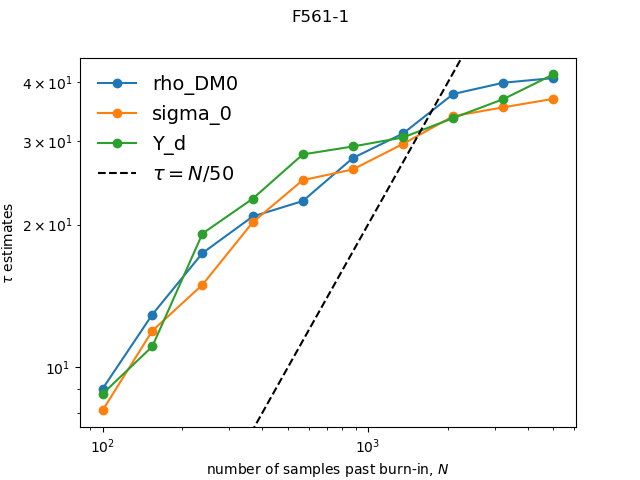 F561-1
4 × 10¹
3 × 10¹
2 × 10¹
10¹
τ estimates
rho_DM0
sigma_0
Y_d
τ = N/50
10²
10³
number of samples past burn-in, N